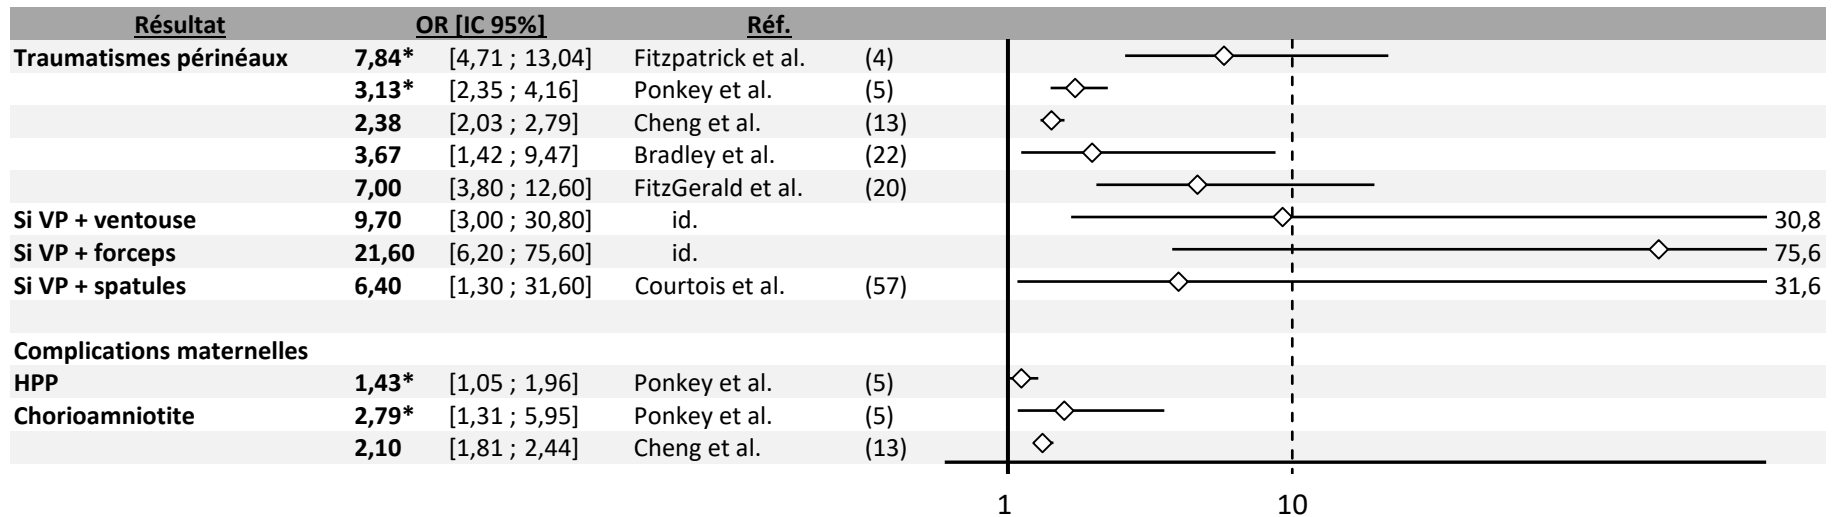 Résultat OR [IC 95%] Réf.
Traumatismes périnéaux 7,84* [4,71 ; 13,04] Fitzpatrick et al. (4)
3,13* [2,35 ; 4,16] Ponkey et al. (5)
2,38 [2,03 ; 2,79] Cheng et al. (13)
3,67 [1,42 ; 9,47] Bradley et al. (22)
7,00 [3,80 ; 12,60] FitzGerald et al. (20)
Si VP + ventouse 9,70 [3,00 ; 30,80] id. 30,8
Si VP + forceps 21,60 [6,20 ; 75,60] id. 75,6
Si VP + spatules 6,40 [1,30 ; 31,60] Courtois et al. (57) 31,6
Complications maternelles
HPP 1,43* [1,05 ; 1,96] Ponkey et al. (5)
Chorioamniotite 2,79* [1,31 ; 5,95] Ponkey et al. (5)
2,10 [1,81 ; 2,44] Cheng et al. (13)
1 10